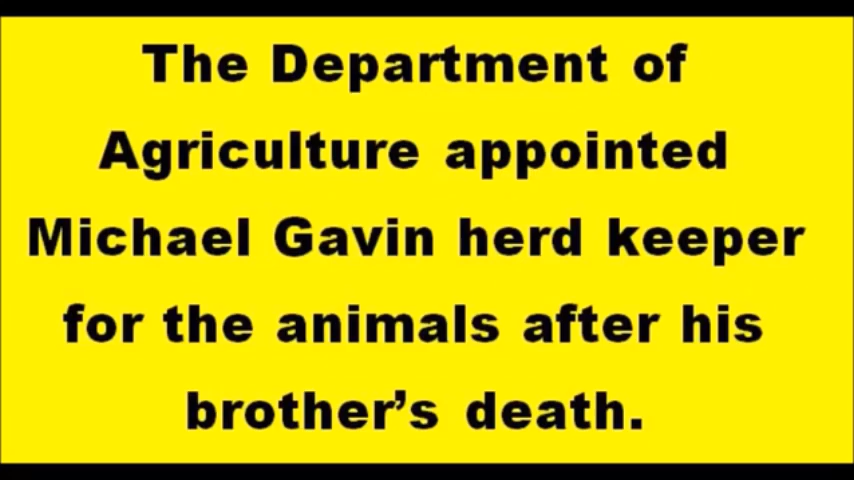 The Department of
Agriculture appointed
Michael Gavin herd keeper
for the animals after his
brother’s death.